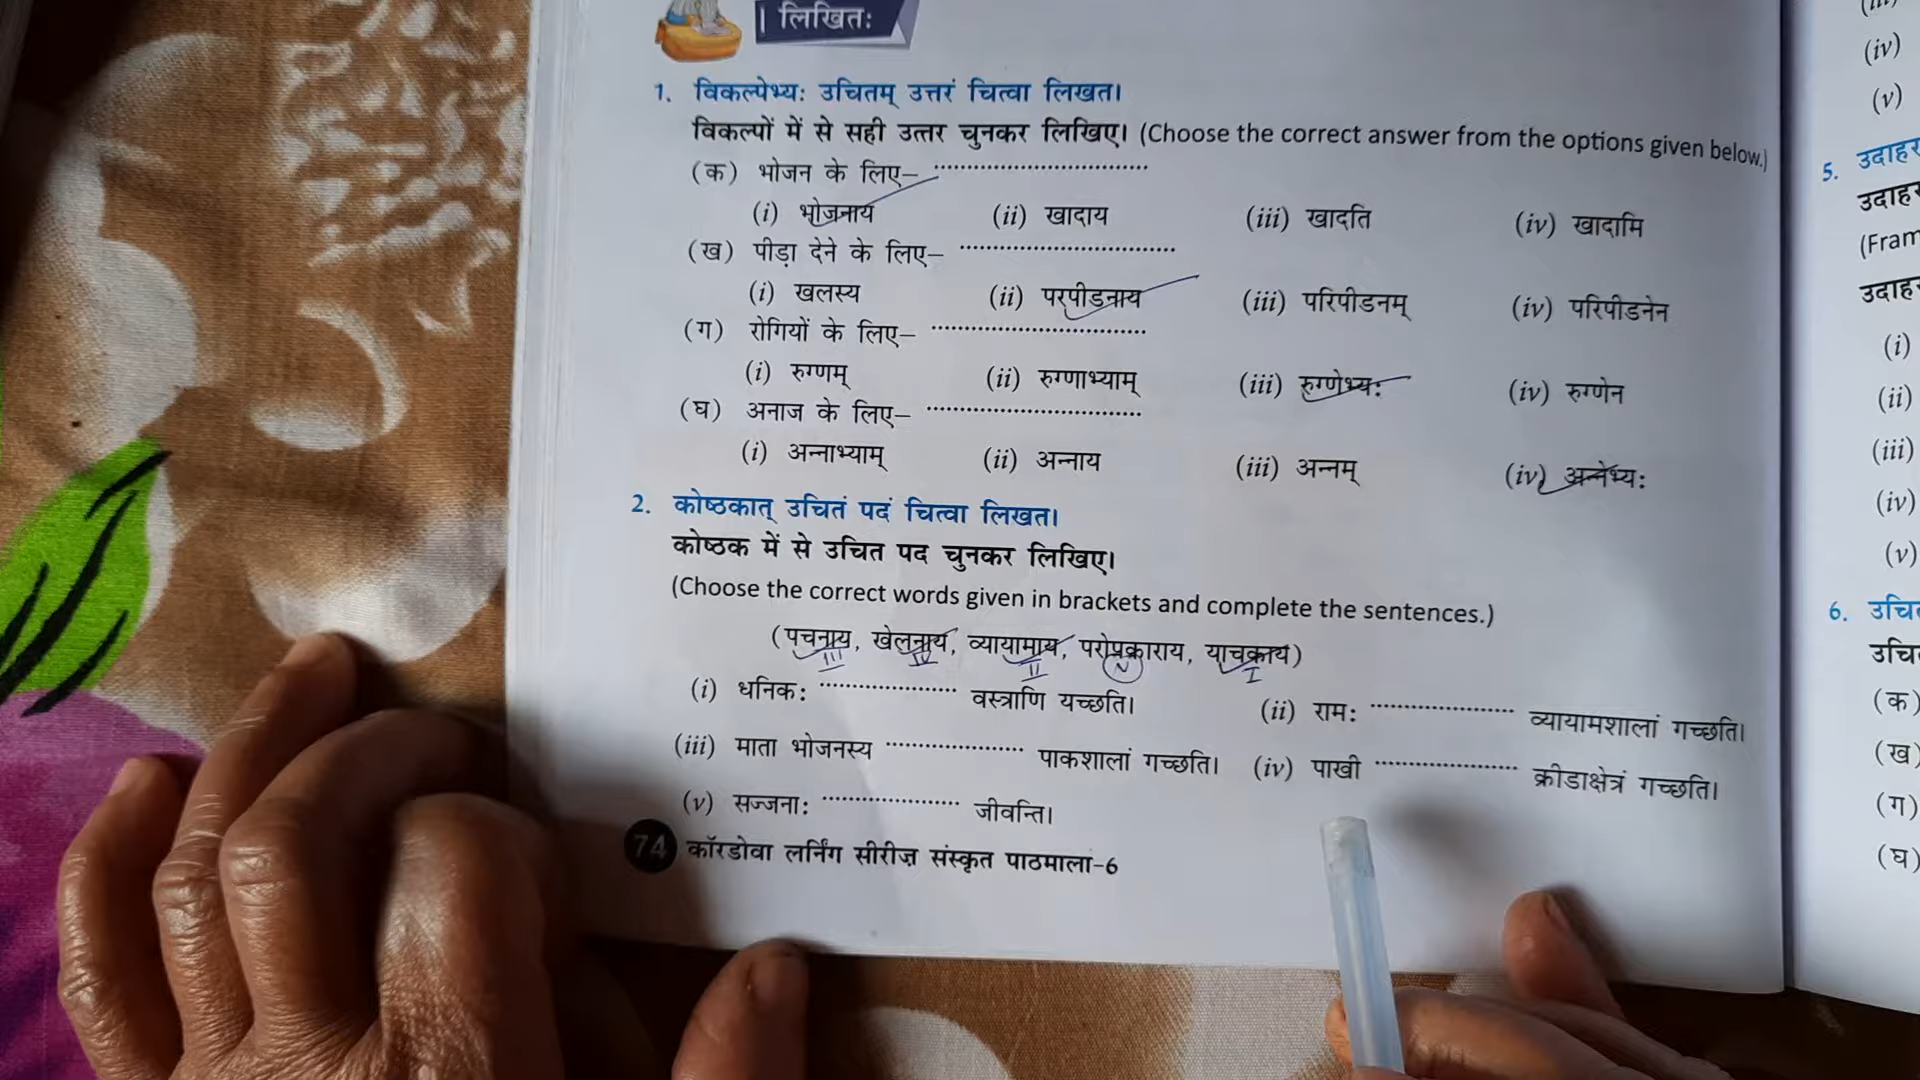 लिखितः
1. विकल्पेभ्यः उचितम् उत्तरं चित्वा लिखत।
विकल्पों में से सही उत्तर चुनकर लिखिए। (Choose the correct answer from the options given below.)
(क) भोजन के लिए– ................................
(i) भोजनाय (ii) खादाय (iii) खादति (iv) खादामि
(ख) पीड़ा देने के लिए– ................................
(i) खलस्य (ii) परपीडनाय (iii) परिपीडनम् (iv) परिपीडनेन
(ग) रोगियों के लिए– ................................
(i) रुग्णम् (ii) रुग्णाभ्याम् (iii) रुग्णेभ्यः (iv) रुग्णेन
(घ) अनाज के लिए– ................................
(i) अन्नाभ्याम् (ii) अन्नाय (iii) अन्नम् (iv) अन्नेभ्यः
2. कोष्ठकात् उचितं पदं चित्वा लिखत।
कोष्ठक में से उचित पद चुनकर लिखिए।
(Choose the correct words given in brackets and complete the sentences.)
(पचनाय, खेलनाय, व्यायामाय, परोपकाराय, याचकाय)
III IV II V I
(i) धनिकः ..................... वस्त्राणि यच्छति। (ii) रामः ..................... व्यायामशालां गच्छति।
(iii) माता भोजनस्य ..................... पाकशालां गच्छति। (iv) पाखी ..................... क्रीडाक्षेत्रं गच्छति।
(v) सज्जनाः ..................... जीवन्ति।
74 कॉरडोवा लर्निंग सीरीज़ संस्कृत पाठमाला-6
(iv)
(v)
5.
(Fram
(i)
(ii)
(iii)
(iv)
(v)
6.
(क)
(ख)
(ग)
(घ)